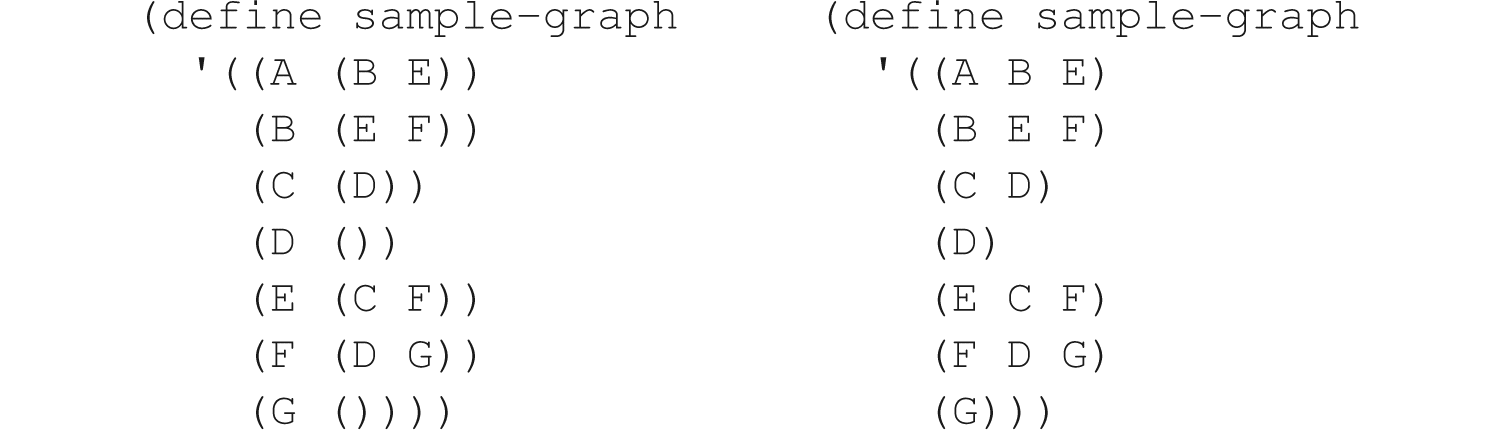 (define sample-graph
'((A (B E))
(B (E F))
(C (D))
(D ())
(E (C F))
(F (D G))
(G ())))
(define sample-graph
'((A B E)
(B E F)
(C D)
(D)
(E C F)
(F D G)
(G)))